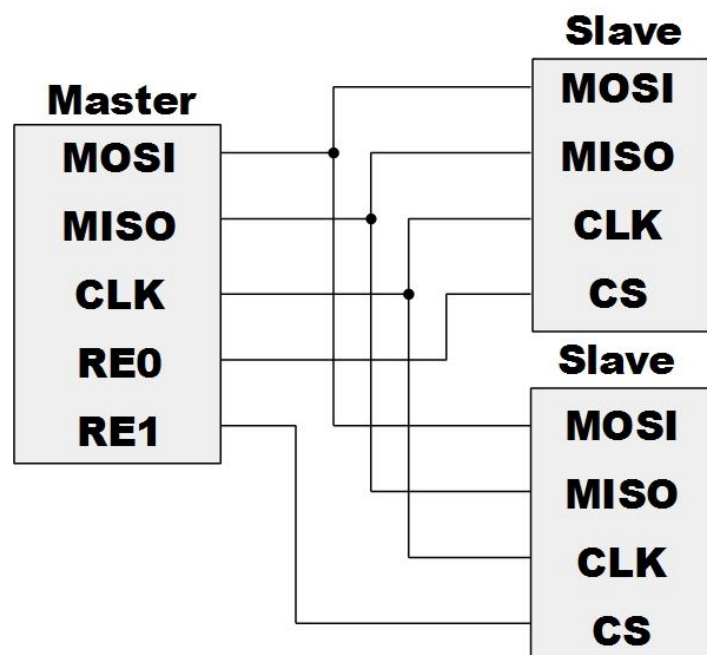 Master
MOSI
MISO
CLK
RE0
RE1
Slave
MOSI
MISO
CLK
CS
Slave
MOSI
MISO
CLK
CS